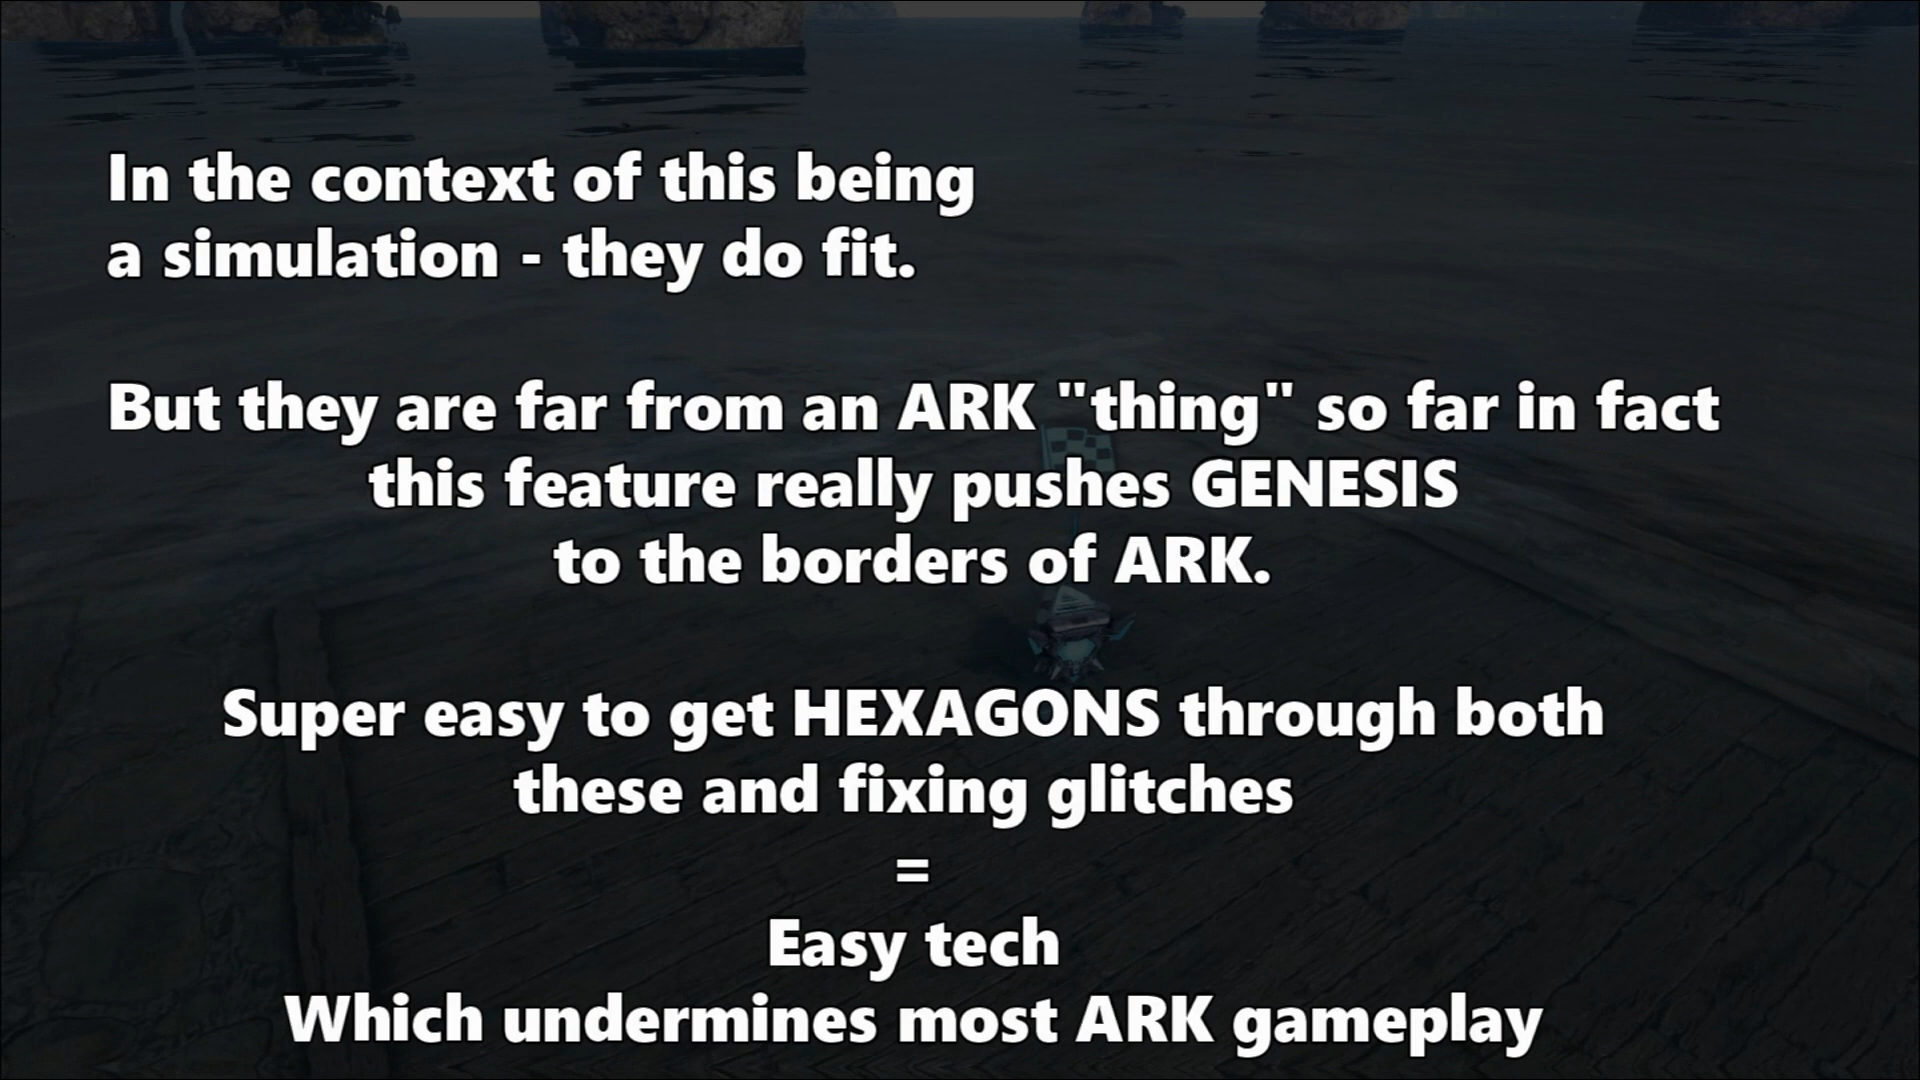 In the context of this being
a simulation - they do fit.
But they are far from an ARK "thing" so far in fact
this feature really pushes GENESIS
to the borders of ARK.
Super easy to get HEXAGONS through both
these and fixing glitches
=
Easy tech
Which undermines most ARK gameplay